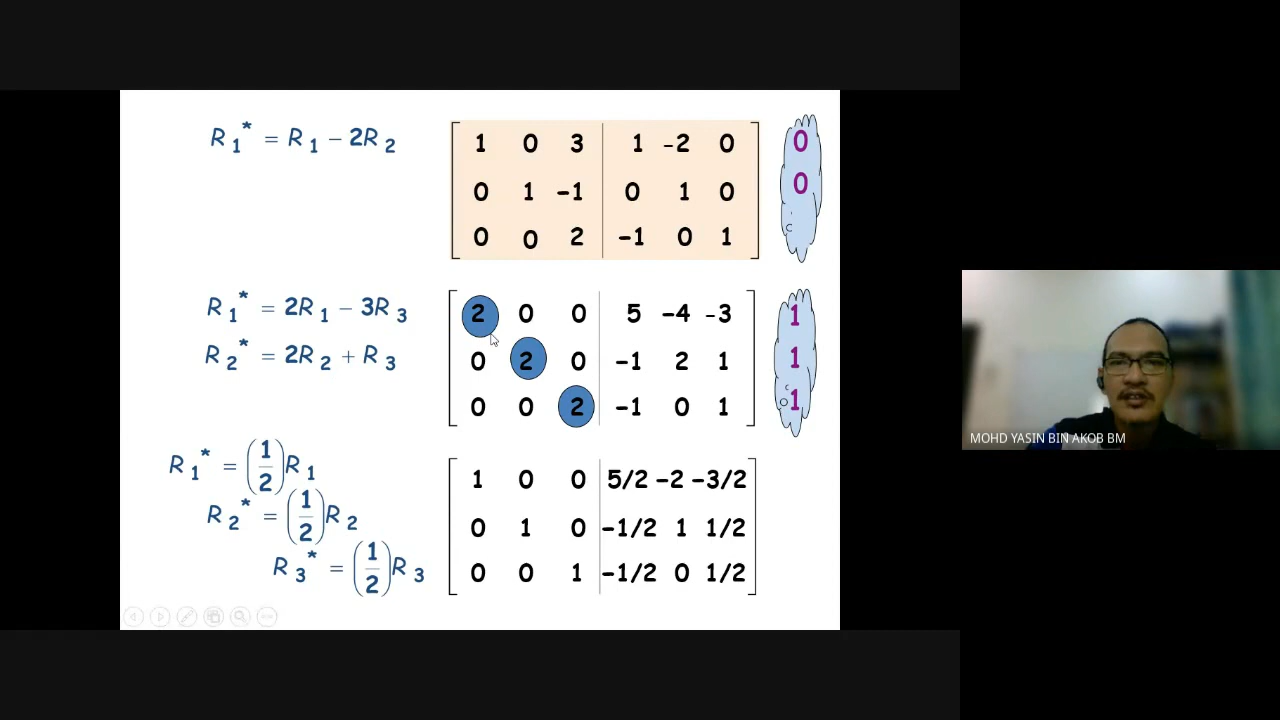 R₁* = R₁ − 2R₂
1 0 3 | 1 -2 0 0
0 1 -1 | 0 1 0 0
0 0 2 | -1 0 1
R₁* = 2R₁ − 3R₃
2 0 0 | 5 -4 -3 1
R₂* = 2R₂ + R₃
0 2 0 | -1 2 1 1
0 0 2 | -1 0 1 1
R₁* = (1/2)R₁
1 0 0 | 5/2 -2 -3/2
R₂* = (1/2)R₂
0 1 0 | -1/2 1 1/2
R₃* = (1/2)R₃
0 0 1 | -1/2 0 1/2
MOHD YASIN BIN AKOB BM